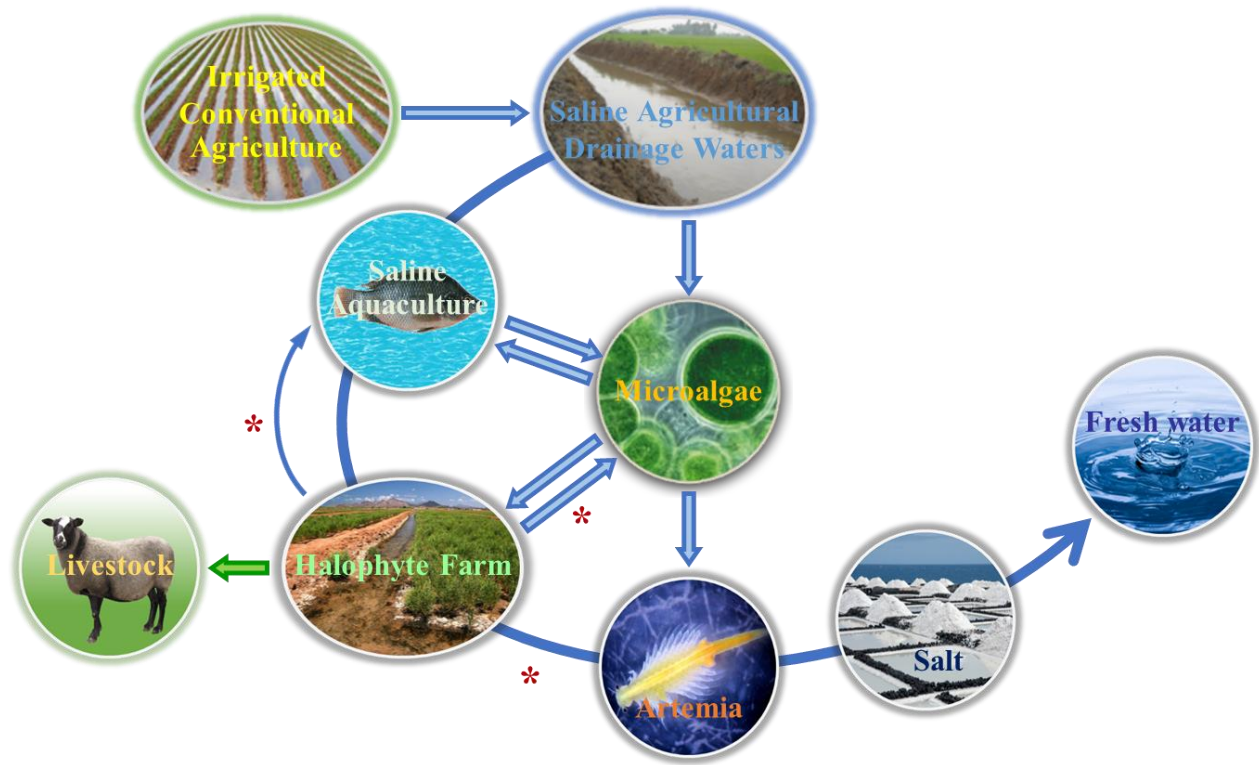 Irrigated
Conventional
Agriculture
Saline Agricultural
Drainage Waters
Saline
Aquaculture
Microalgae
Fresh water
*
*
Livestock
Halophyte Farm
Salt
*
Artemia